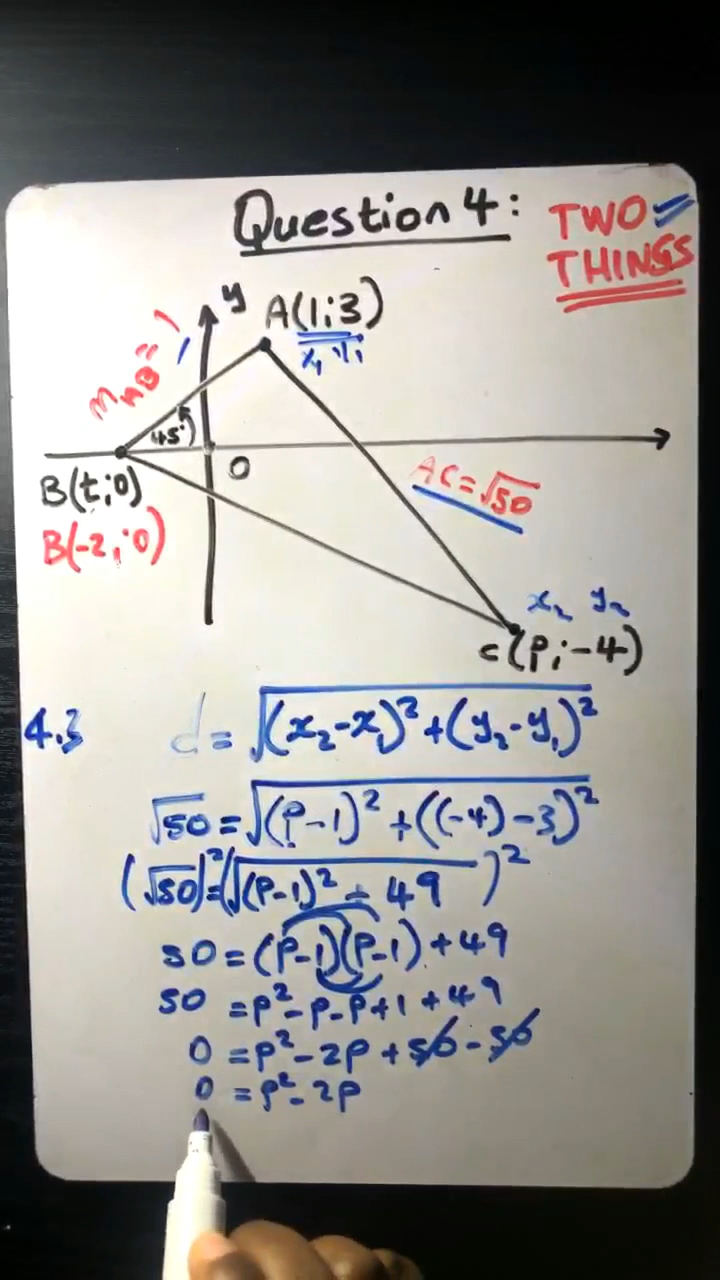 Question 4:
TWO
THINGS
y
A(1;3)
x₁ y₁
mAB = 1
45°
O
B(t;0)
B(-2;0)
AC = √50
x₂ y₂
C(p;-4)
4.3
d = √(x₂-x₁)² + (y₂-y₁)²
√50 = √(p-1)² + ((-4)-3)²
(√50)² = (√(p-1)² + 49)²
50 = (p-1)(p-1) + 49
50 = p² - p - p + 1 + 49
0 = p² - 2p + 50 - 50
0 = p² - 2p